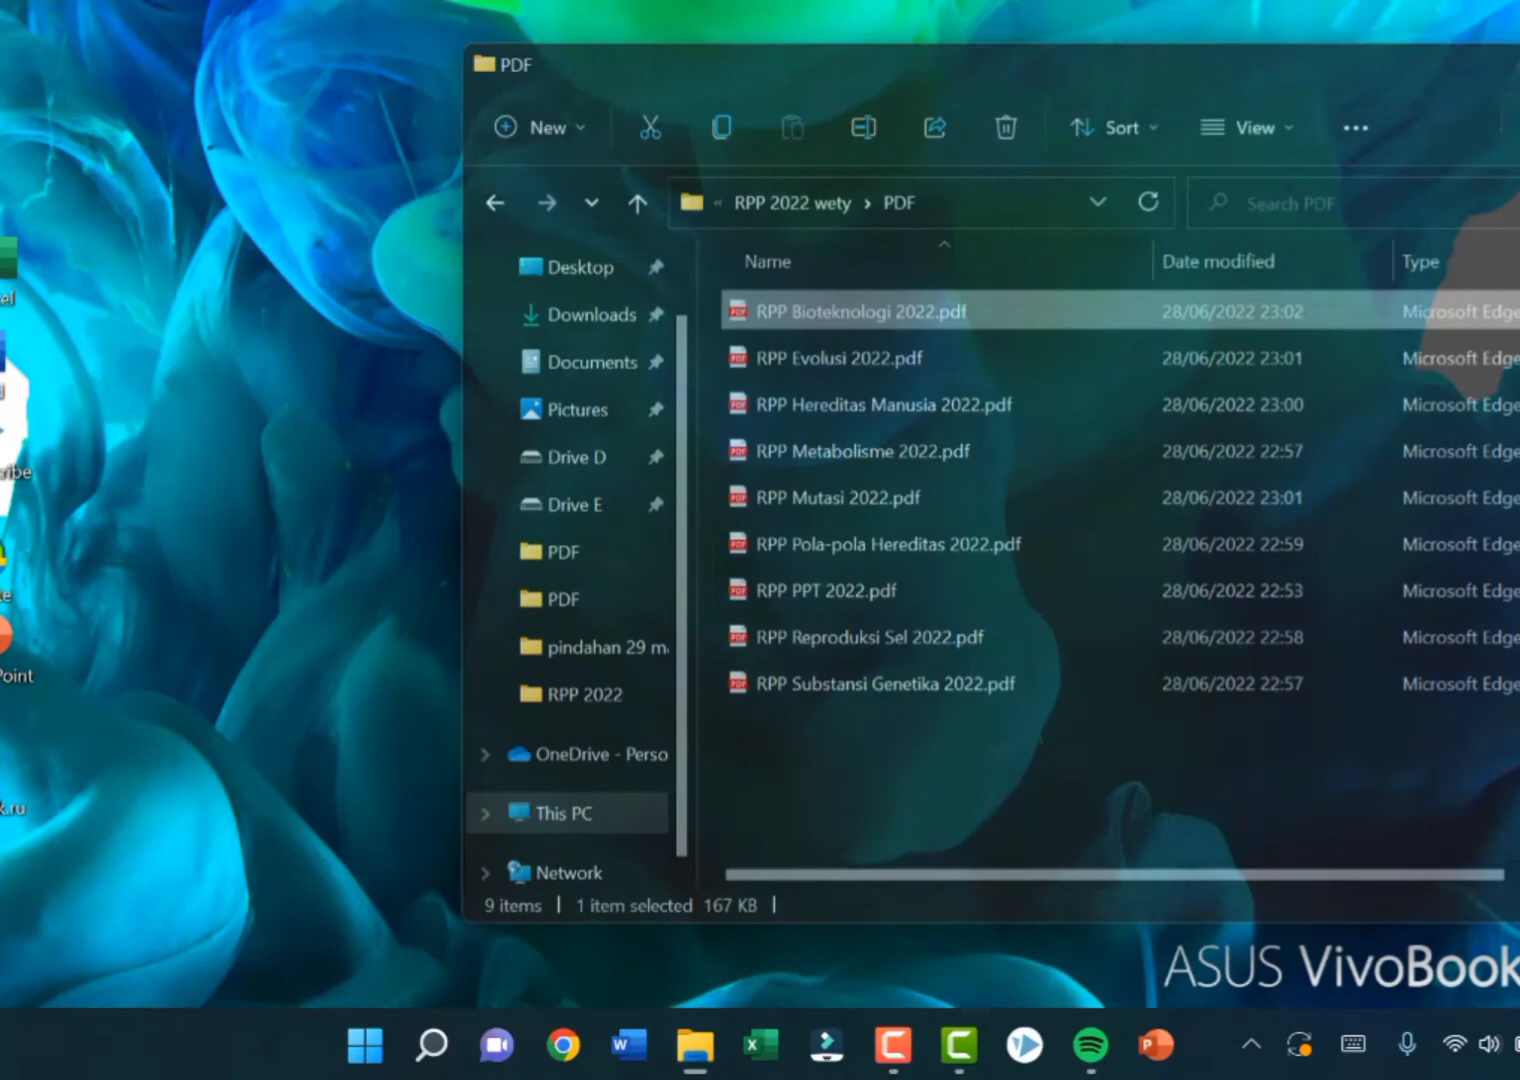 PDF
New
Sort
View
RPP 2022 wety > PDF
Search PDF
Name
Date modified
Type
Desktop
Downloads
Documents
Pictures
Drive D
Drive E
PDF
PDF
pindahan 29
RPP 2022
OneDrive - Perso
This PC
Network
RPP Bioteknologi 2022.pdf 28/06/2022 23:02 Microsoft Edge
RPP Evolusi 2022.pdf 28/06/2022 23:01 Microsoft Edge
RPP Hereditas Manusia 2022.pdf 28/06/2022 23:00 Microsoft Edge
RPP Metabolisme 2022.pdf 28/06/2022 22:57 Microsoft Edge
RPP Mutasi 2022.pdf 28/06/2022 23:01 Microsoft Edge
RPP Pola-pola Hereditas 2022.pdf 28/06/2022 22:59 Microsoft Edge
RPP PPT 2022.pdf 28/06/2022 22:53 Microsoft Edge
RPP Reproduksi Sel 2022.pdf 28/06/2022 22:58 Microsoft Edge
RPP Substansi Genetika 2022.pdf 28/06/2022 22:57 Microsoft Edge
9 items | 1 item selected 167 KB |
Point
k.ru
ASUS VivoBook